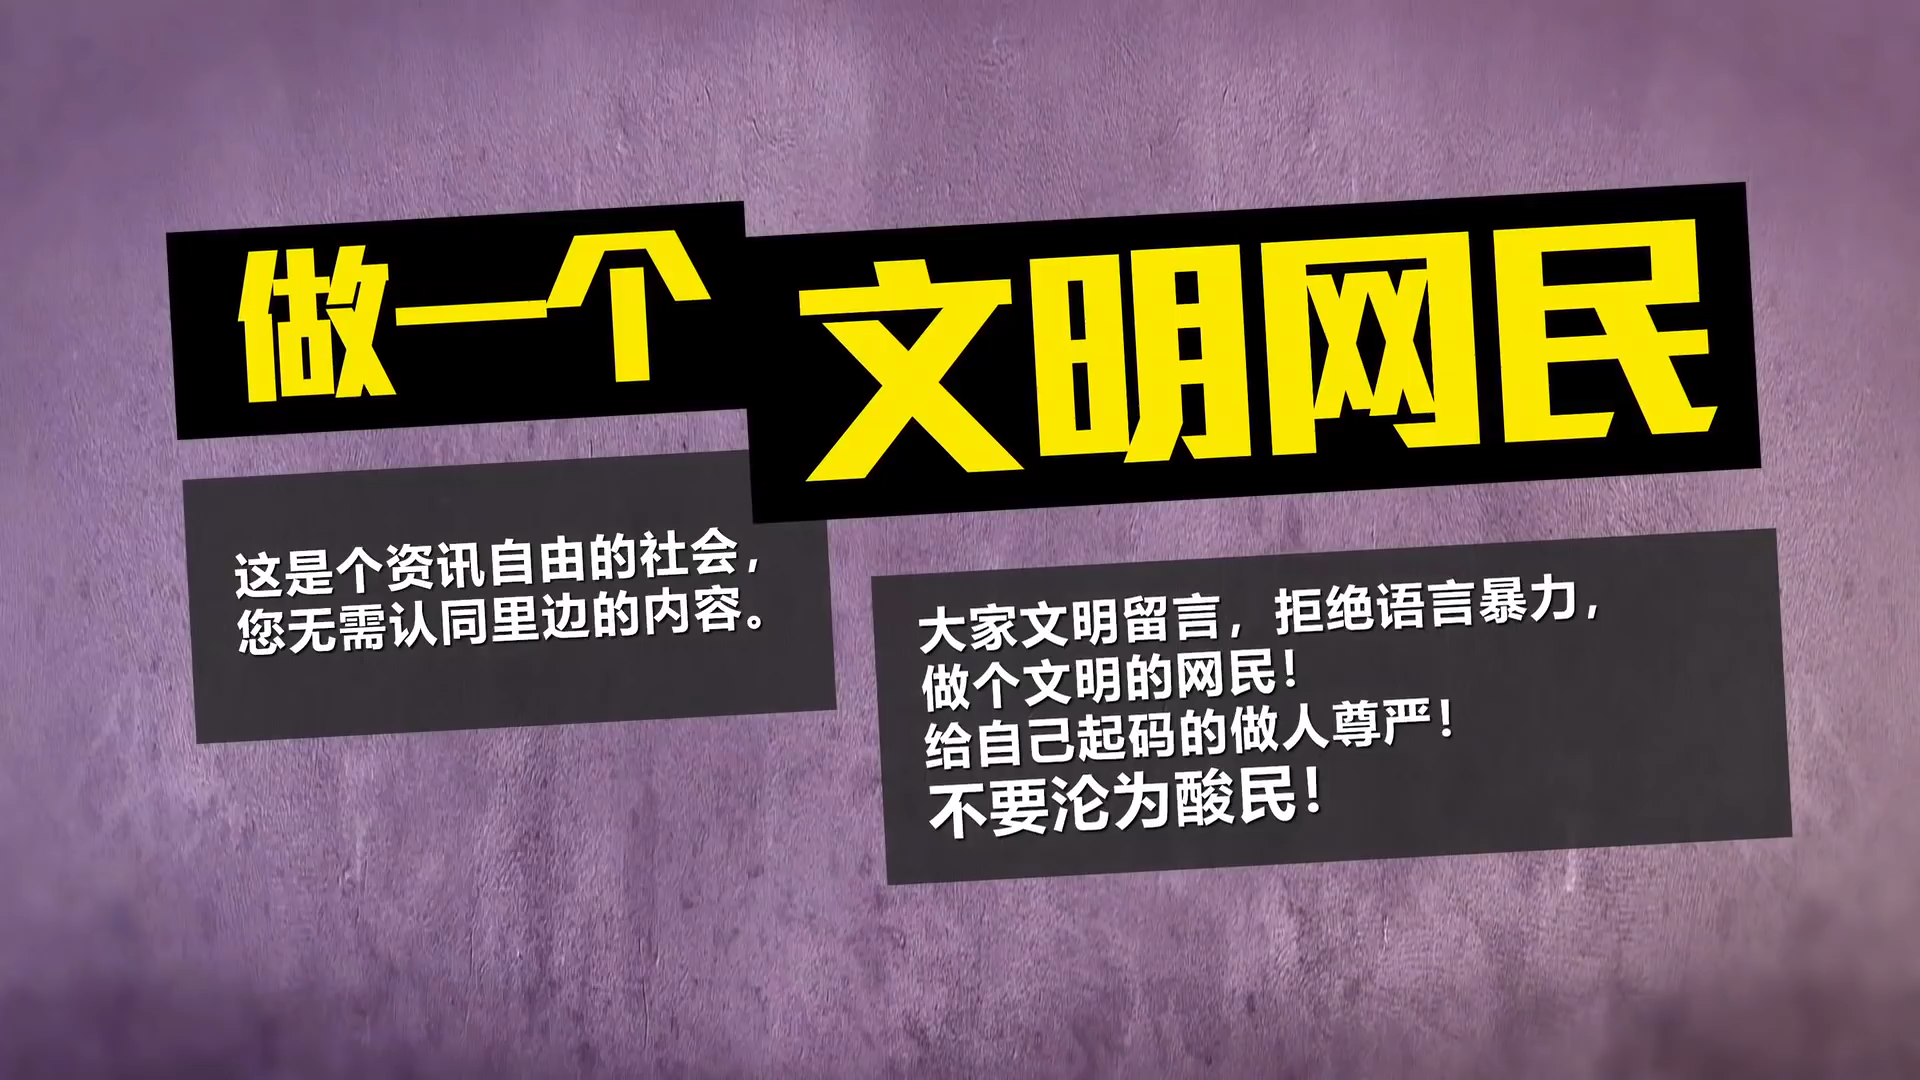 做一个
文明网民
这是个资讯自由的社会，
您无需认同里边的内容。
大家文明留言，拒绝语言暴力，
做个文明的网民！
给自己起码的做人尊严！
不要沦为酸民！